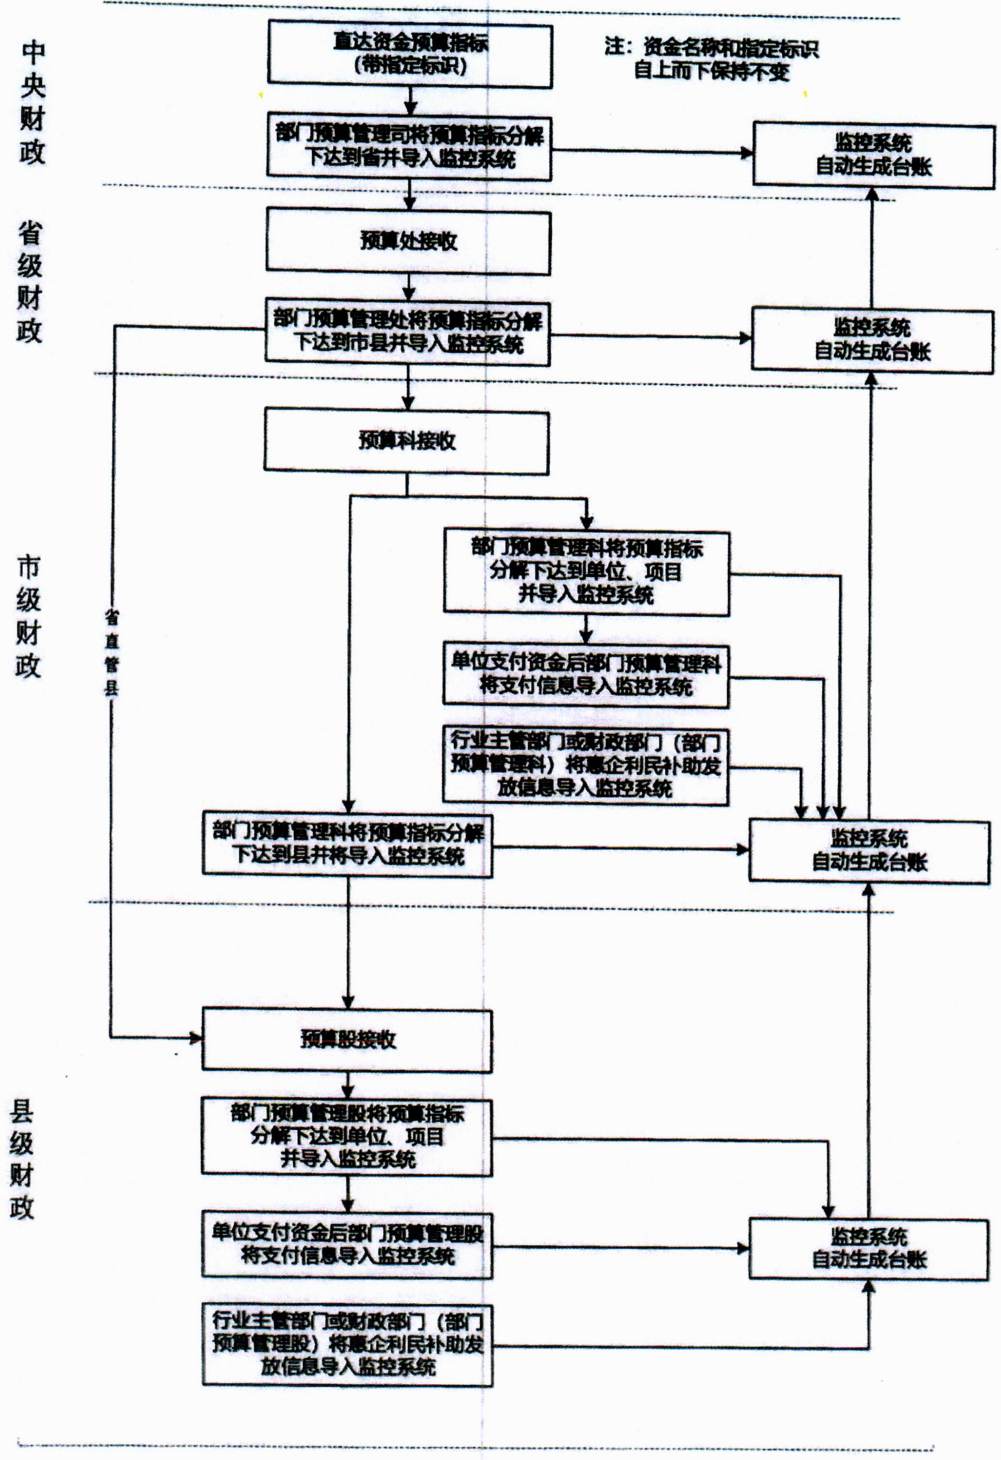 中央财政
直达资金预算指标
（带指定标识）
注：资金名称和指定标识
自上而下保持不变
部门预算管理司将预算指标分解
下达到省并导入监控系统
监控系统
自动生成台账
省级财政
预算处接收
部门预算管理处将预算指标分解
下达到市县并导入监控系统
监控系统
自动生成台账
市级财政
省直管县
预算科接收
部门预算管理科将预算指标
分解下达到单位、项目
并导入监控系统
单位支付资金后部门预算管理科
将支付信息导入监控系统
行业主管部门或财政部门（部门
预算管理科）将惠企利民补助发
放信息导入监控系统
部门预算管理科将预算指标分解
下达到县并将导入监控系统
监控系统
自动生成台账
县级财政
预算股接收
部门预算管理股将预算指标
分解下达到单位、项目
并导入监控系统
单位支付资金后部门预算管理股
将支付信息导入监控系统
监控系统
自动生成台账
行业主管部门或财政部门（部门
预算管理股）将惠企利民补助发
放信息导入监控系统